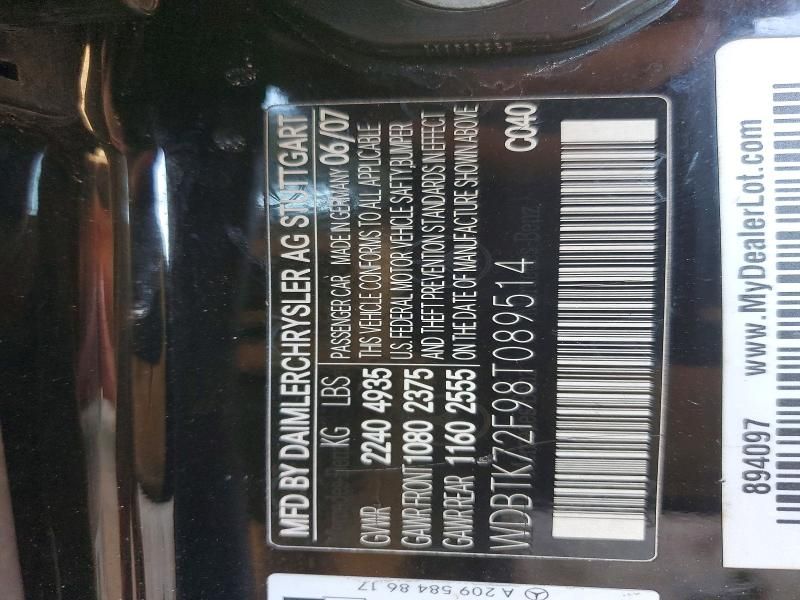 MFD BY DAIMLERCHRYSLER AG STUTTGART
KG LBS PASSENGER CAR MADE IN GERMANY 06/07
GVWR 2240 4935 THIS VEHICLE CONFORMS TO ALL APPLICABLE
GAWR FRONT 1080 2375 U.S. FEDERAL MOTOR VEHICLE SAFETY, BUMPER
GAWR REAR 1160 2555 AND THEFT PREVENTION STANDARDS IN EFFECT
ON THE DATE OF MANUFACTURE SHOWN ABOVE
WDBTK72F98T089514 C040
www.MyDealerLot.com
894097
A 209 584 86 17